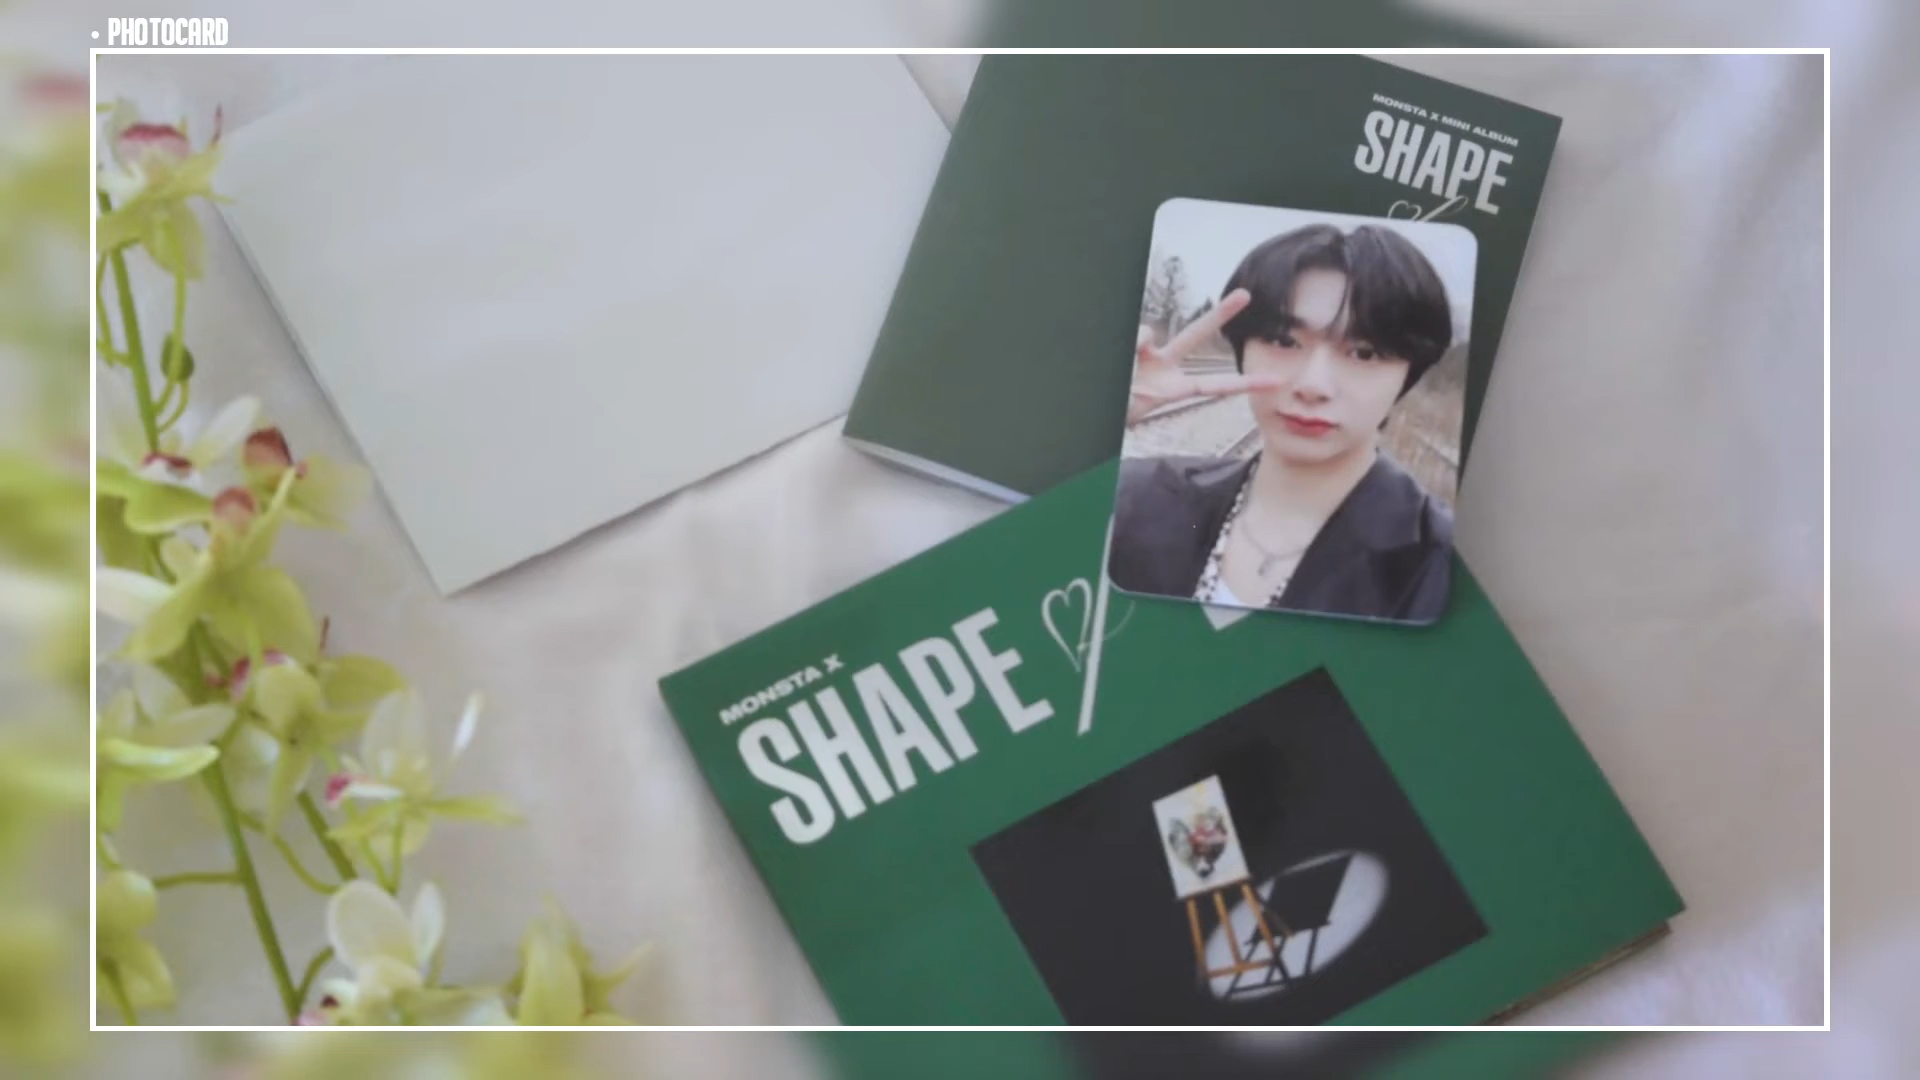 • PHOTOCARD
MONSTA X MINI ALBUM
SHAPE
MONSTA X
SHAPE